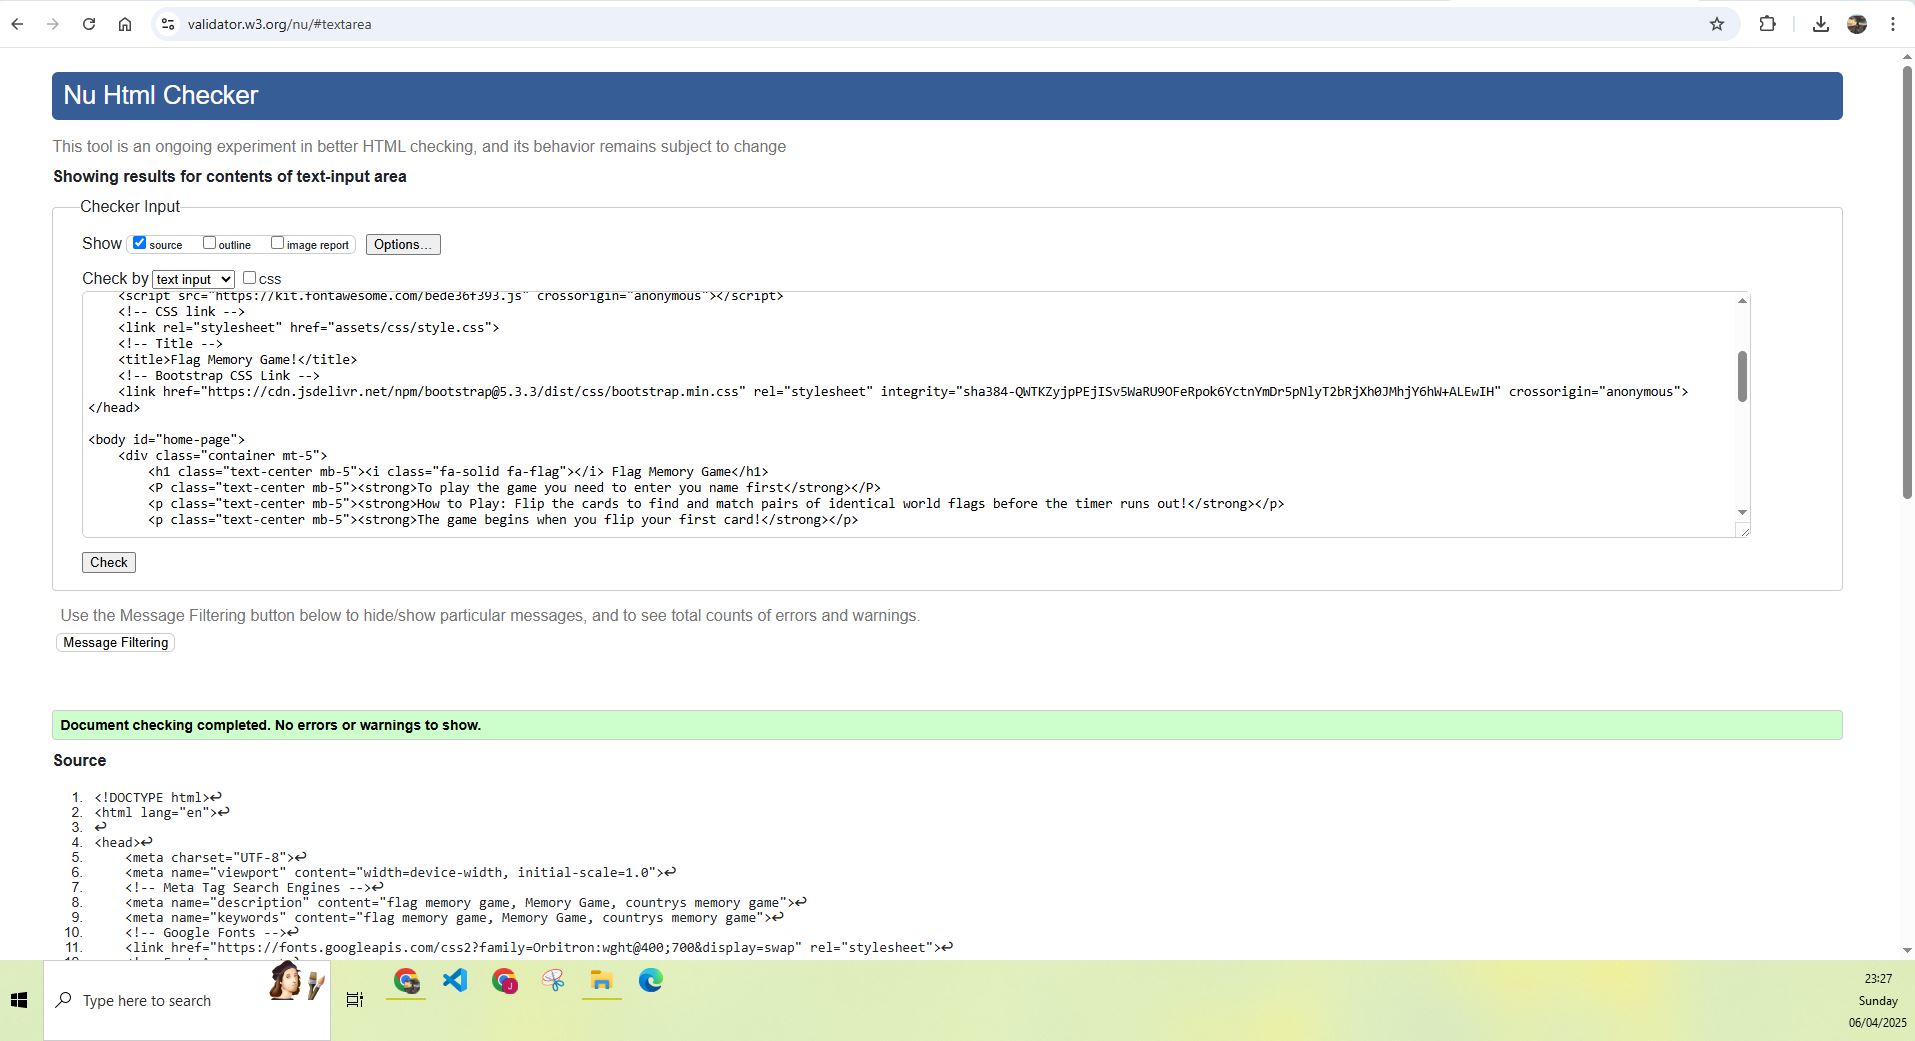 validator.w3.org/nu/#textarea
Nu Html Checker
This tool is an ongoing experiment in better HTML checking, and its behavior remains subject to change
Showing results for contents of text-input area
Checker Input
Show source outline image report Options...
Check by text input css
<script src="https://kit.fontawesome.com/bede36f393.js" crossorigin="anonymous"></script>
<!-- CSS link -->
<link rel="stylesheet" href="assets/css/style.css">
<!-- Title -->
<title>Flag Memory Game!</title>
<!-- Bootstrap CSS Link -->
<link href="https://cdn.jsdelivr.net/npm/bootstrap@5.3.3/dist/css/bootstrap.min.css" rel="stylesheet" integrity="sha384-QWTKZyjpPEjISv5WaRU9OFeRpok6YctnYmDr5pNlyT2bRjXh0JMhjY6hW+ALEwIH" crossorigin="anonymous">
</head>
<body id="home-page">
<div class="container mt-5">
<h1 class="text-center mb-5"><i class="fa-solid fa-flag"></i> Flag Memory Game</h1>
<P class="text-center mb-5"><strong>To play the game you need to enter you name first</strong></P>
<p class="text-center mb-5"><strong>How to Play: Flip the cards to find and match pairs of identical world flags before the timer runs out!</strong></p>
<p class="text-center mb-5"><strong>The game begins when you flip your first card!</strong></p>
Check
Use the Message Filtering button below to hide/show particular messages, and to see total counts of errors and warnings.
Message Filtering
Document checking completed. No errors or warnings to show.
Source
1. <!DOCTYPE html>↩
2. <html lang="en">↩
3. ↩
4. <head>↩
5. <meta charset="UTF-8">↩
6. <meta name="viewport" content="width=device-width, initial-scale=1.0">↩
7. <!-- Meta Tag Search Engines -->↩
8. <meta name="description" content="flag memory game, Memory Game, countrys memory game">↩
9. <meta name="keywords" content="flag memory game, Memory Game, countrys memory game">↩
10. <!-- Google Fonts -->↩
11. <link href="https://fonts.googleapis.com/css2?family=Orbitron:wght@400;700&display=swap" rel="stylesheet">↩
Type here to search
23:27
Sunday
06/04/2025